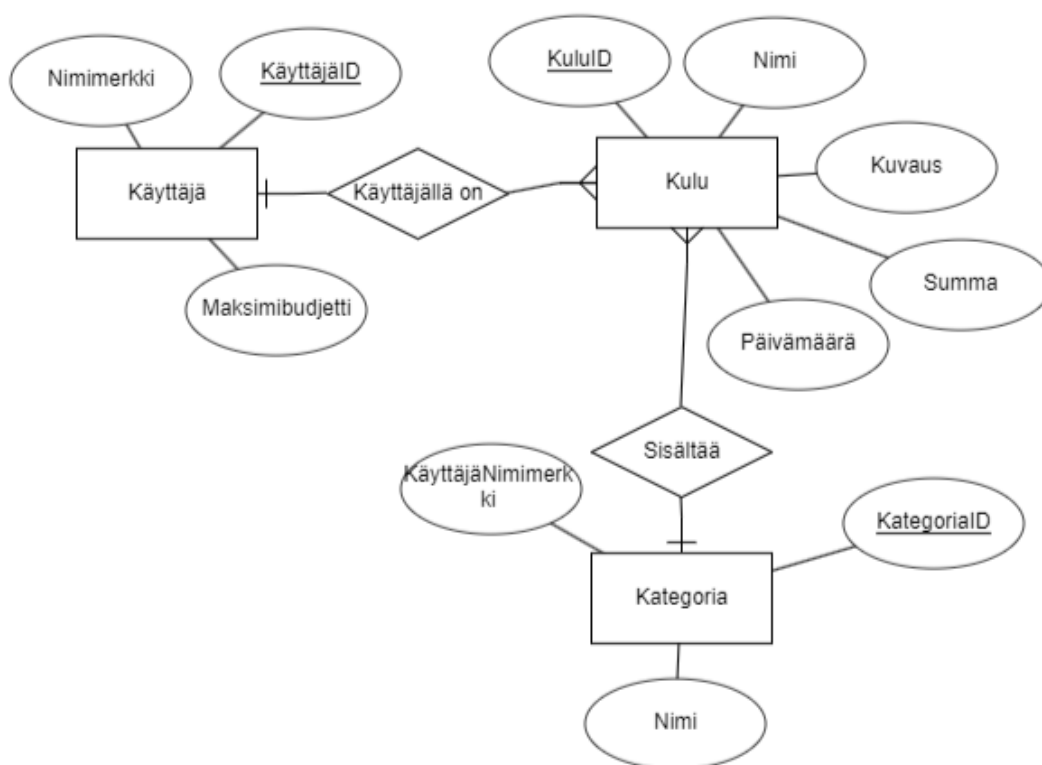 Nimimerkki
KäyttäjäID
KuluID
Nimi
Kuvaus
Käyttäjä
Käyttäjällä on
Kulu
Summa
Maksimibudjetti
Päivämäärä
Sisältää
KäyttäjäNimimerk
ki
KategoriaID
Kategoria
Nimi